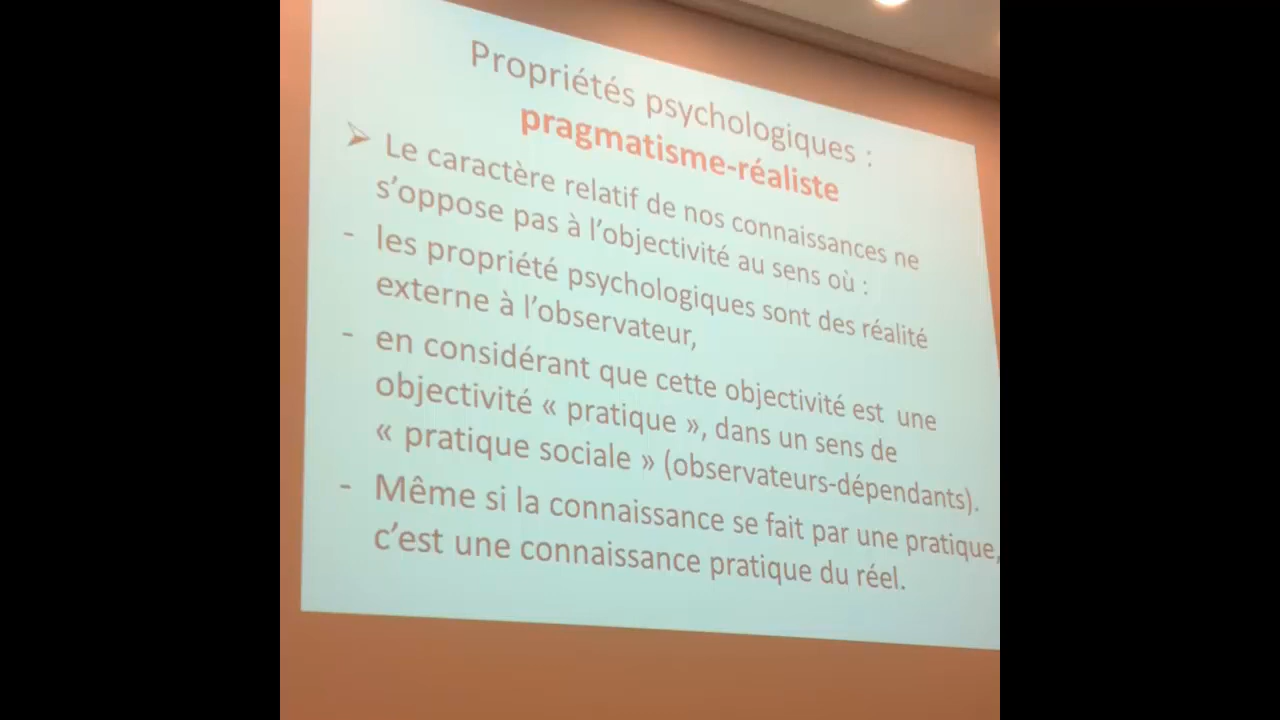 Propriétés psychologiques :
pragmatisme-réaliste
➢ Le caractère relatif de nos connaissances ne
s’oppose pas à l’objectivité au sens où :
- les propriété psychologiques sont des réalité
externe à l’observateur,
- en considérant que cette objectivité est une
objectivité « pratique », dans un sens de
« pratique sociale » (observateurs-dépendants).
- Même si la connaissance se fait par une pratique,
c’est une connaissance pratique du réel.